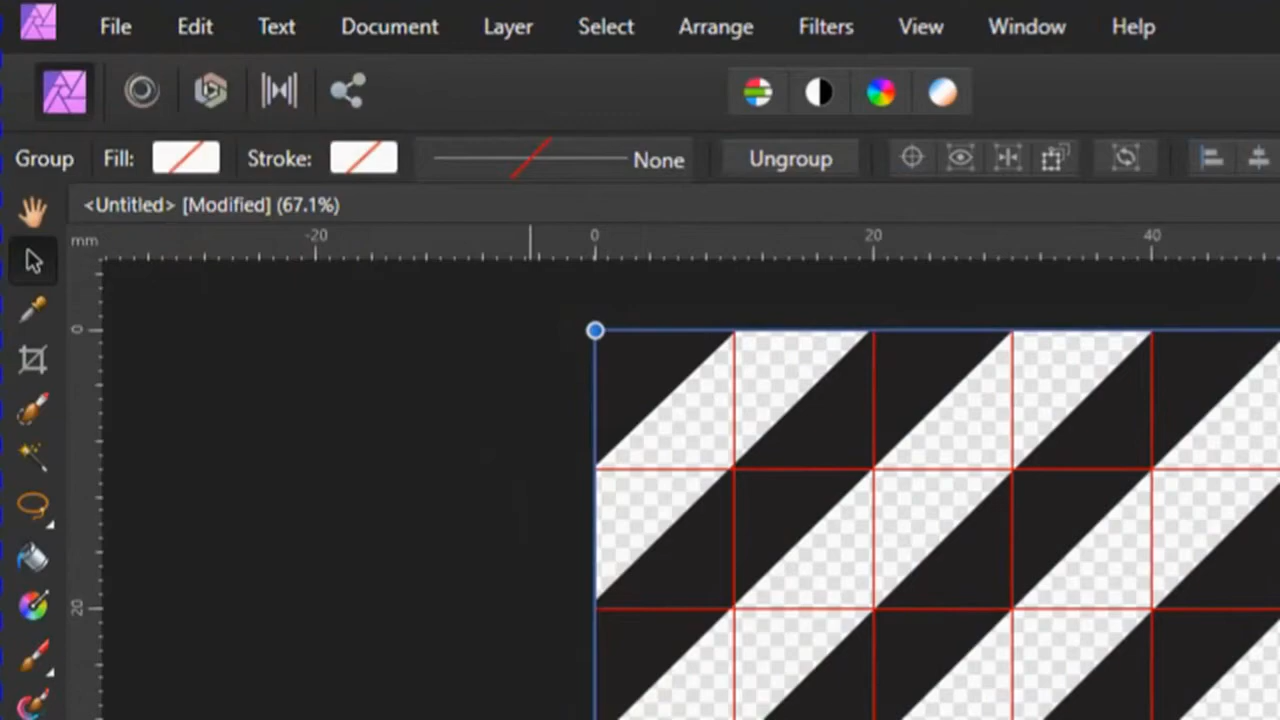 File Edit Text Document Layer Select Arrange Filters View Window Help
Group Fill: Stroke: None Ungroup
<Untitled> [Modified] (67.1%)
mm -20 0 20 40
0
20